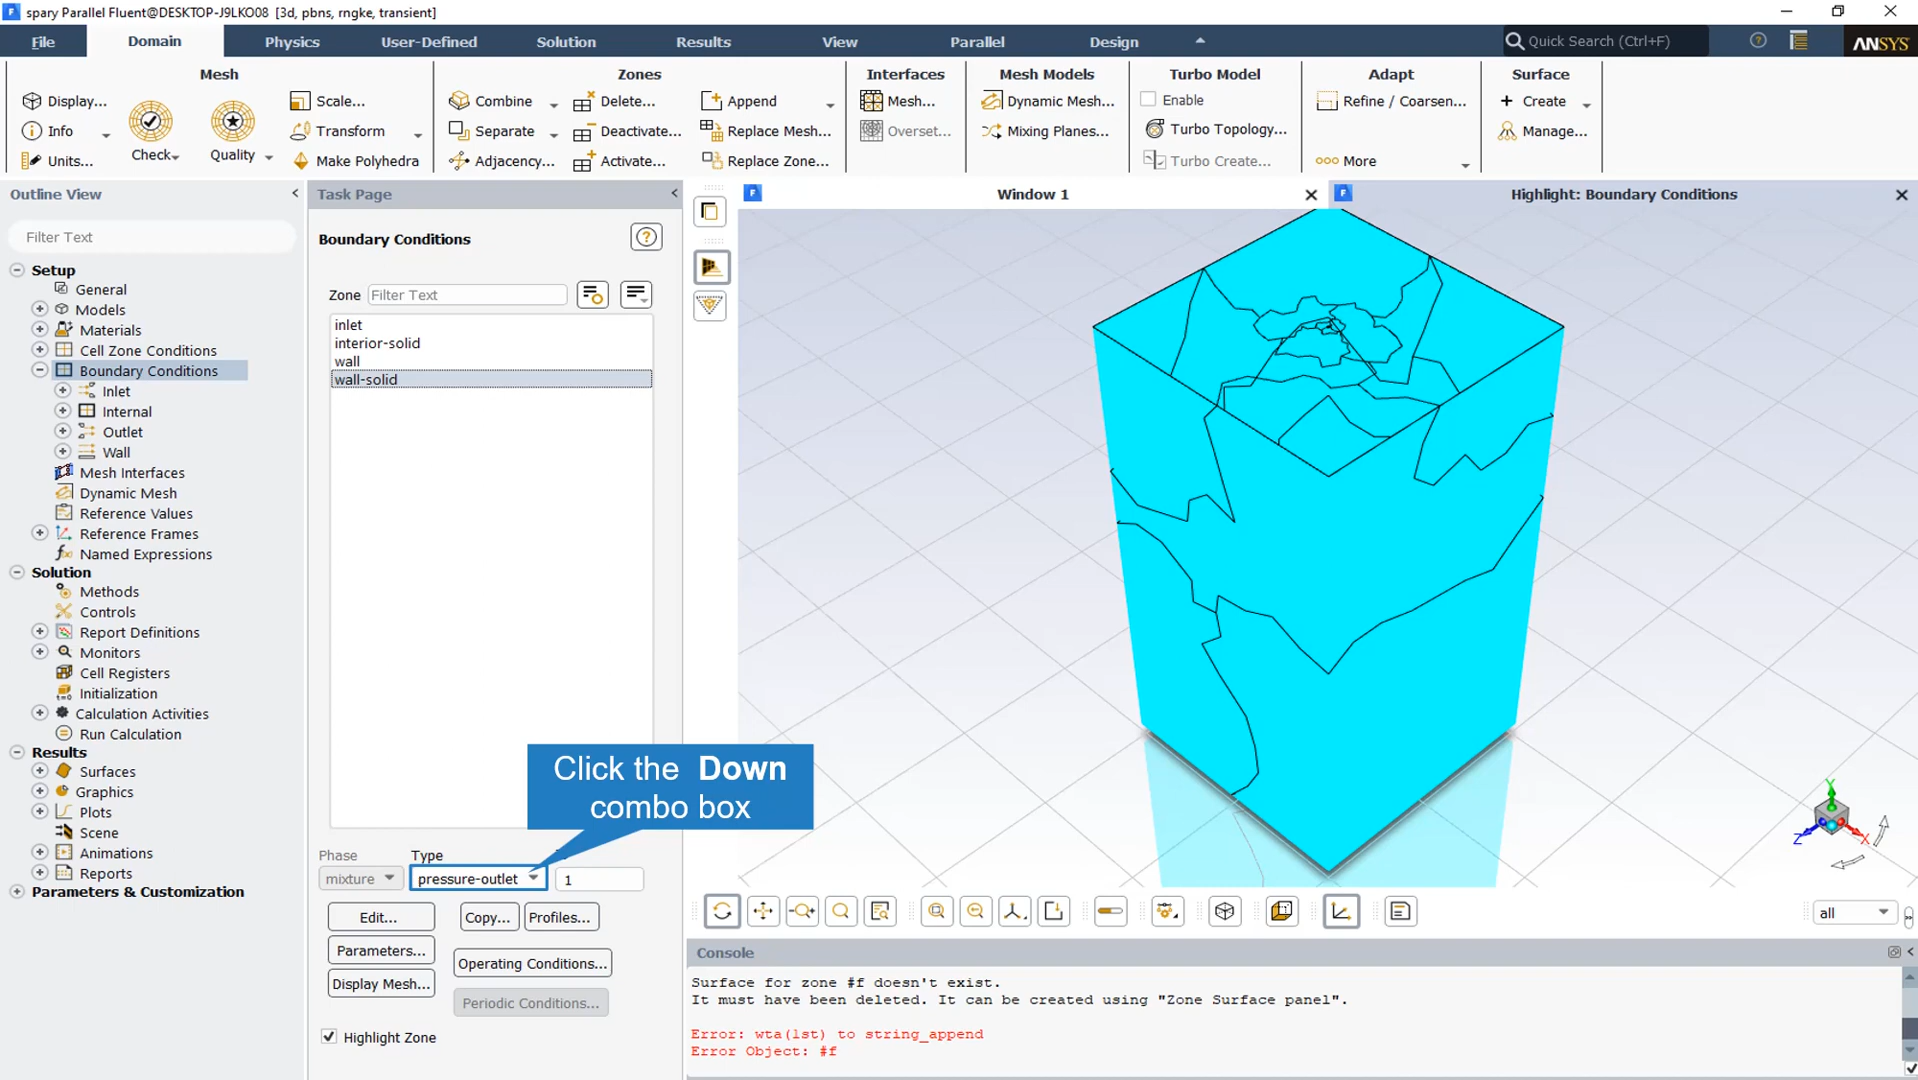 spary Parallel Fluent@DESKTOP-J9LKO08 [3d, pbns, rngke, transient]
File
Domain
Physics
User-Defined
Solution
Results
View
Parallel
Design
Quick Search (Ctrl+F)
ANSYS
Mesh
Display...
Info
Units...
Check
Quality
Scale...
Transform
Make Polyhedra
Zones
Combine
Separate
Adjacency...
Delete...
Deactivate...
Activate...
Append
Replace Mesh...
Replace Zone...
Interfaces
Mesh...
Overset...
Mesh Models
Dynamic Mesh...
Mixing Planes...
Turbo Model
Enable
Turbo Topology...
Turbo Create...
Adapt
Refine / Coarsen...
More
Surface
Create
Manage...
Outline View
Filter Text
Setup
General
Models
Materials
Cell Zone Conditions
Boundary Conditions
Inlet
Internal
Outlet
Wall
Mesh Interfaces
Dynamic Mesh
Reference Values
Reference Frames
Named Expressions
Solution
Methods
Controls
Report Definitions
Monitors
Cell Registers
Initialization
Calculation Activities
Run Calculation
Results
Surfaces
Graphics
Plots
Scene
Animations
Reports
Parameters & Customization
Task Page
Boundary Conditions
Zone Filter Text
inlet
interior-solid
wall
wall-solid
Click the Down
combo box
Phase
Type
mixture
pressure-outlet
1
Edit...
Copy...
Profiles...
Parameters...
Operating Conditions...
Display Mesh...
Periodic Conditions...
Highlight Zone
Window 1
Highlight: Boundary Conditions
Y
Z
X
all
Console
Surface for zone #f doesn't exist.
It must have been deleted. It can be created using "Zone Surface panel".
Error: wta(lst) to string_append
Error Object: #f